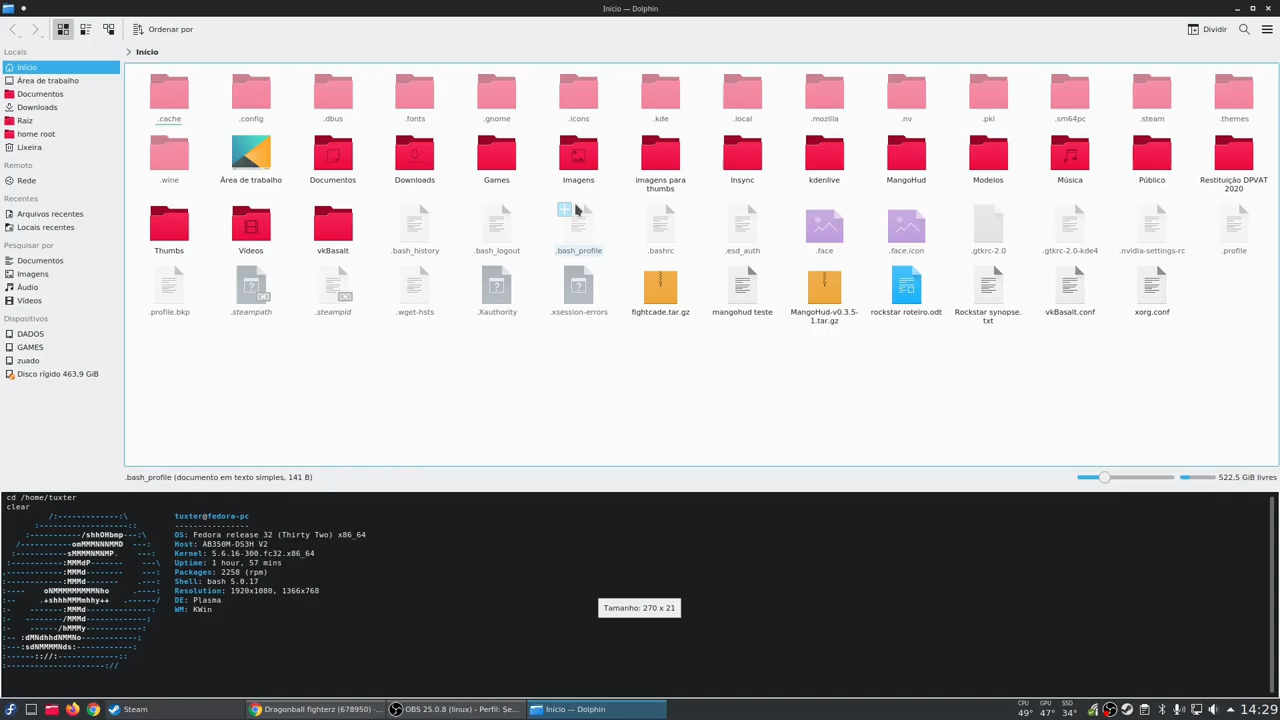 Início — Dolphin
Ordenar por
Dividir
Locais
Início
Área de trabalho
Documentos
Downloads
Raiz
home root
Lixeira
Remoto
Rede
Recentes
Arquivos recentes
Locais recentes
Pesquisar por
Documentos
Imagens
Áudio
Vídeos
Dispositivos
DADOS
GAMES
zuado
Disco rígido 463,9 GiB
Início
.cache
.config
.dbus
.fonts
.gnome
.icons
.kde
.local
.mozilla
.nv
.pki
.sm64pc
.steam
.themes
.wine
Área de trabalho
Documentos
Downloads
Games
Imagens
imagens para
thumbs
Insync
kdenlive
MangoHud
Modelos
Música
Público
Restituição DPVAT
2020
Thumbs
Vídeos
vkBasalt
.bash_history
.bash_logout
.bash_profile
.bashrc
.esd_auth
.face
.face.icon
.gtkrc-2.0
.gtkrc-2.0-kde4
.nvidia-settings-rc
.profile
.profile.bkp
.steampath
.steampid
.wget-hsts
.Xauthority
.xsession-errors
fightcade.tar.gz
mangohud teste
MangoHud-v0.3.5-
1.tar.gz
rockstar roteiro.odt
Rockstar synopse.
txt
vkBasalt.conf
xorg.conf
.bash_profile (documento em texto simples, 141 B)
522,5 GiB livres
cd /home/tuxter
clear
tuxter@fedora-pc
----------------
OS: Fedora release 32 (Thirty Two) x86_64
Host: AB350M-DS3H V2
Kernel: 5.6.16-300.fc32.x86_64
Uptime: 1 hour, 57 mins
Packages: 2258 (rpm)
Shell: bash 5.0.17
Resolution: 1920x1080, 1366x768
DE: Plasma
WM: KWin
Tamanho: 270 x 21
Steam
Dragonball fighterz (678950) ·...
OBS 25.0.8 (linux) - Perfil: Se...
Início — Dolphin
CPU
49°
GPU
47°
SSD
34°
14:29